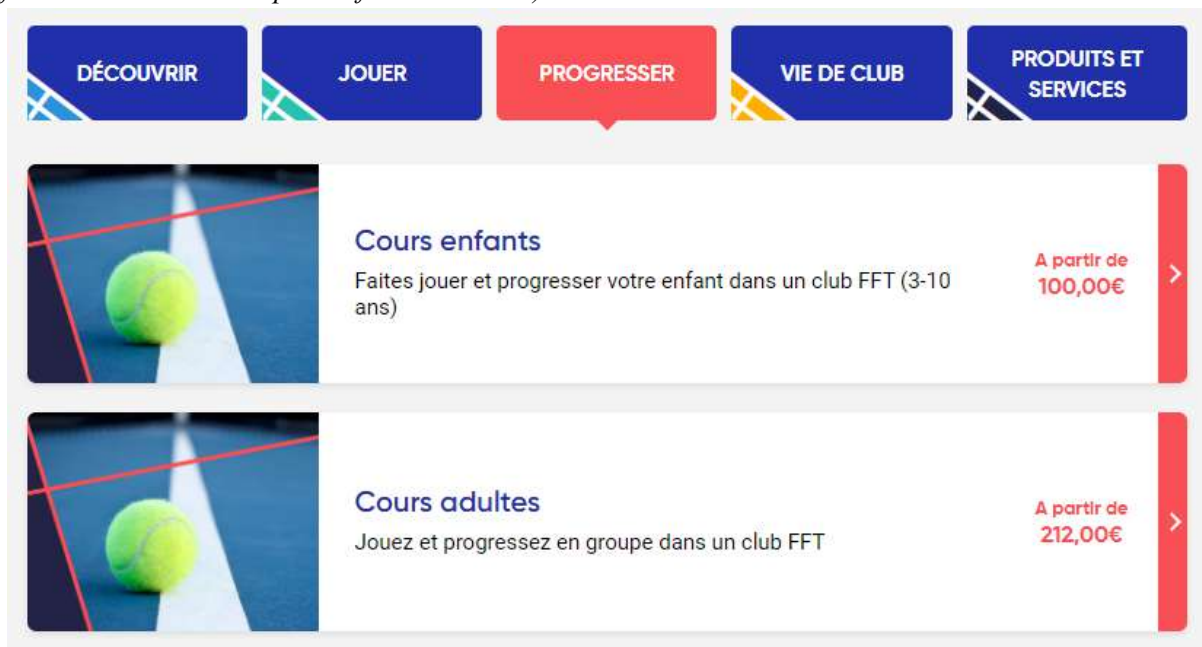 DÉCOUVRIR
JOUER
PROGRESSER
VIE DE CLUB
PRODUITS ET
SERVICES
Cours enfants
Faites jouer et progresser votre enfant dans un club FFT (3-10
ans)
A partir de
100,00€
Cours adultes
Jouez et progressez en groupe dans un club FFT
A partir de
212,00€